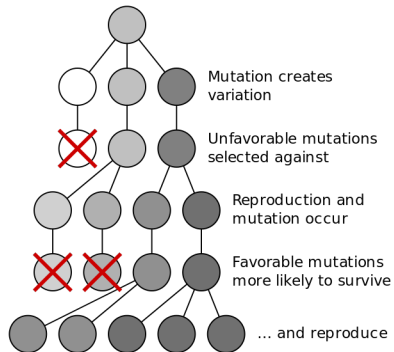 Mutation creates
variation
Unfavorable mutations
selected against
Reproduction and
mutation occur
Favorable mutations
more likely to survive
... and reproduce